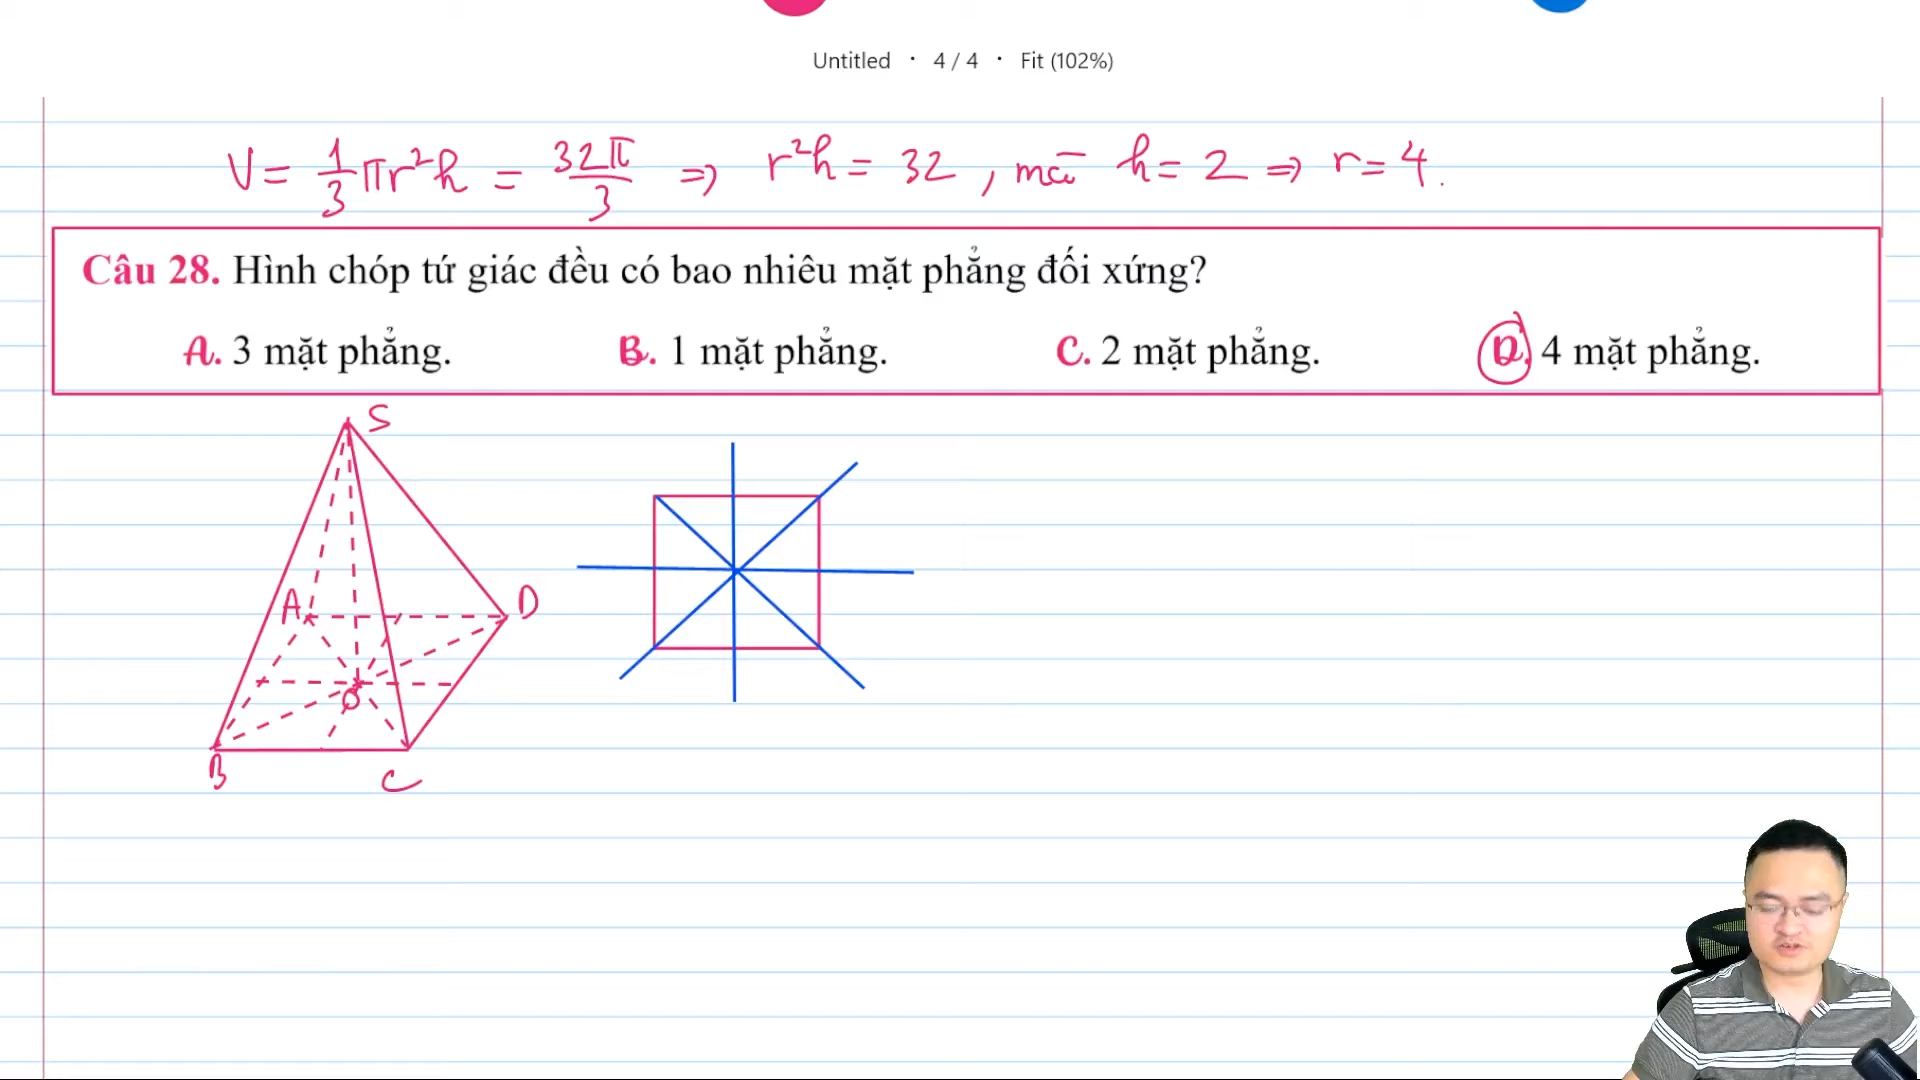 Untitled · 4 / 4 · Fit (102%)
V = 1/3 πr²h = 32π/3 ⇒ r²h = 32 , mà h = 2 ⇒ r = 4 .
Câu 28. Hình chóp tứ giác đều có bao nhiêu mặt phẳng đối xứng?
A. 3 mặt phẳng. B. 1 mặt phẳng. C. 2 mặt phẳng. D. 4 mặt phẳng.
S
A D
O
B C